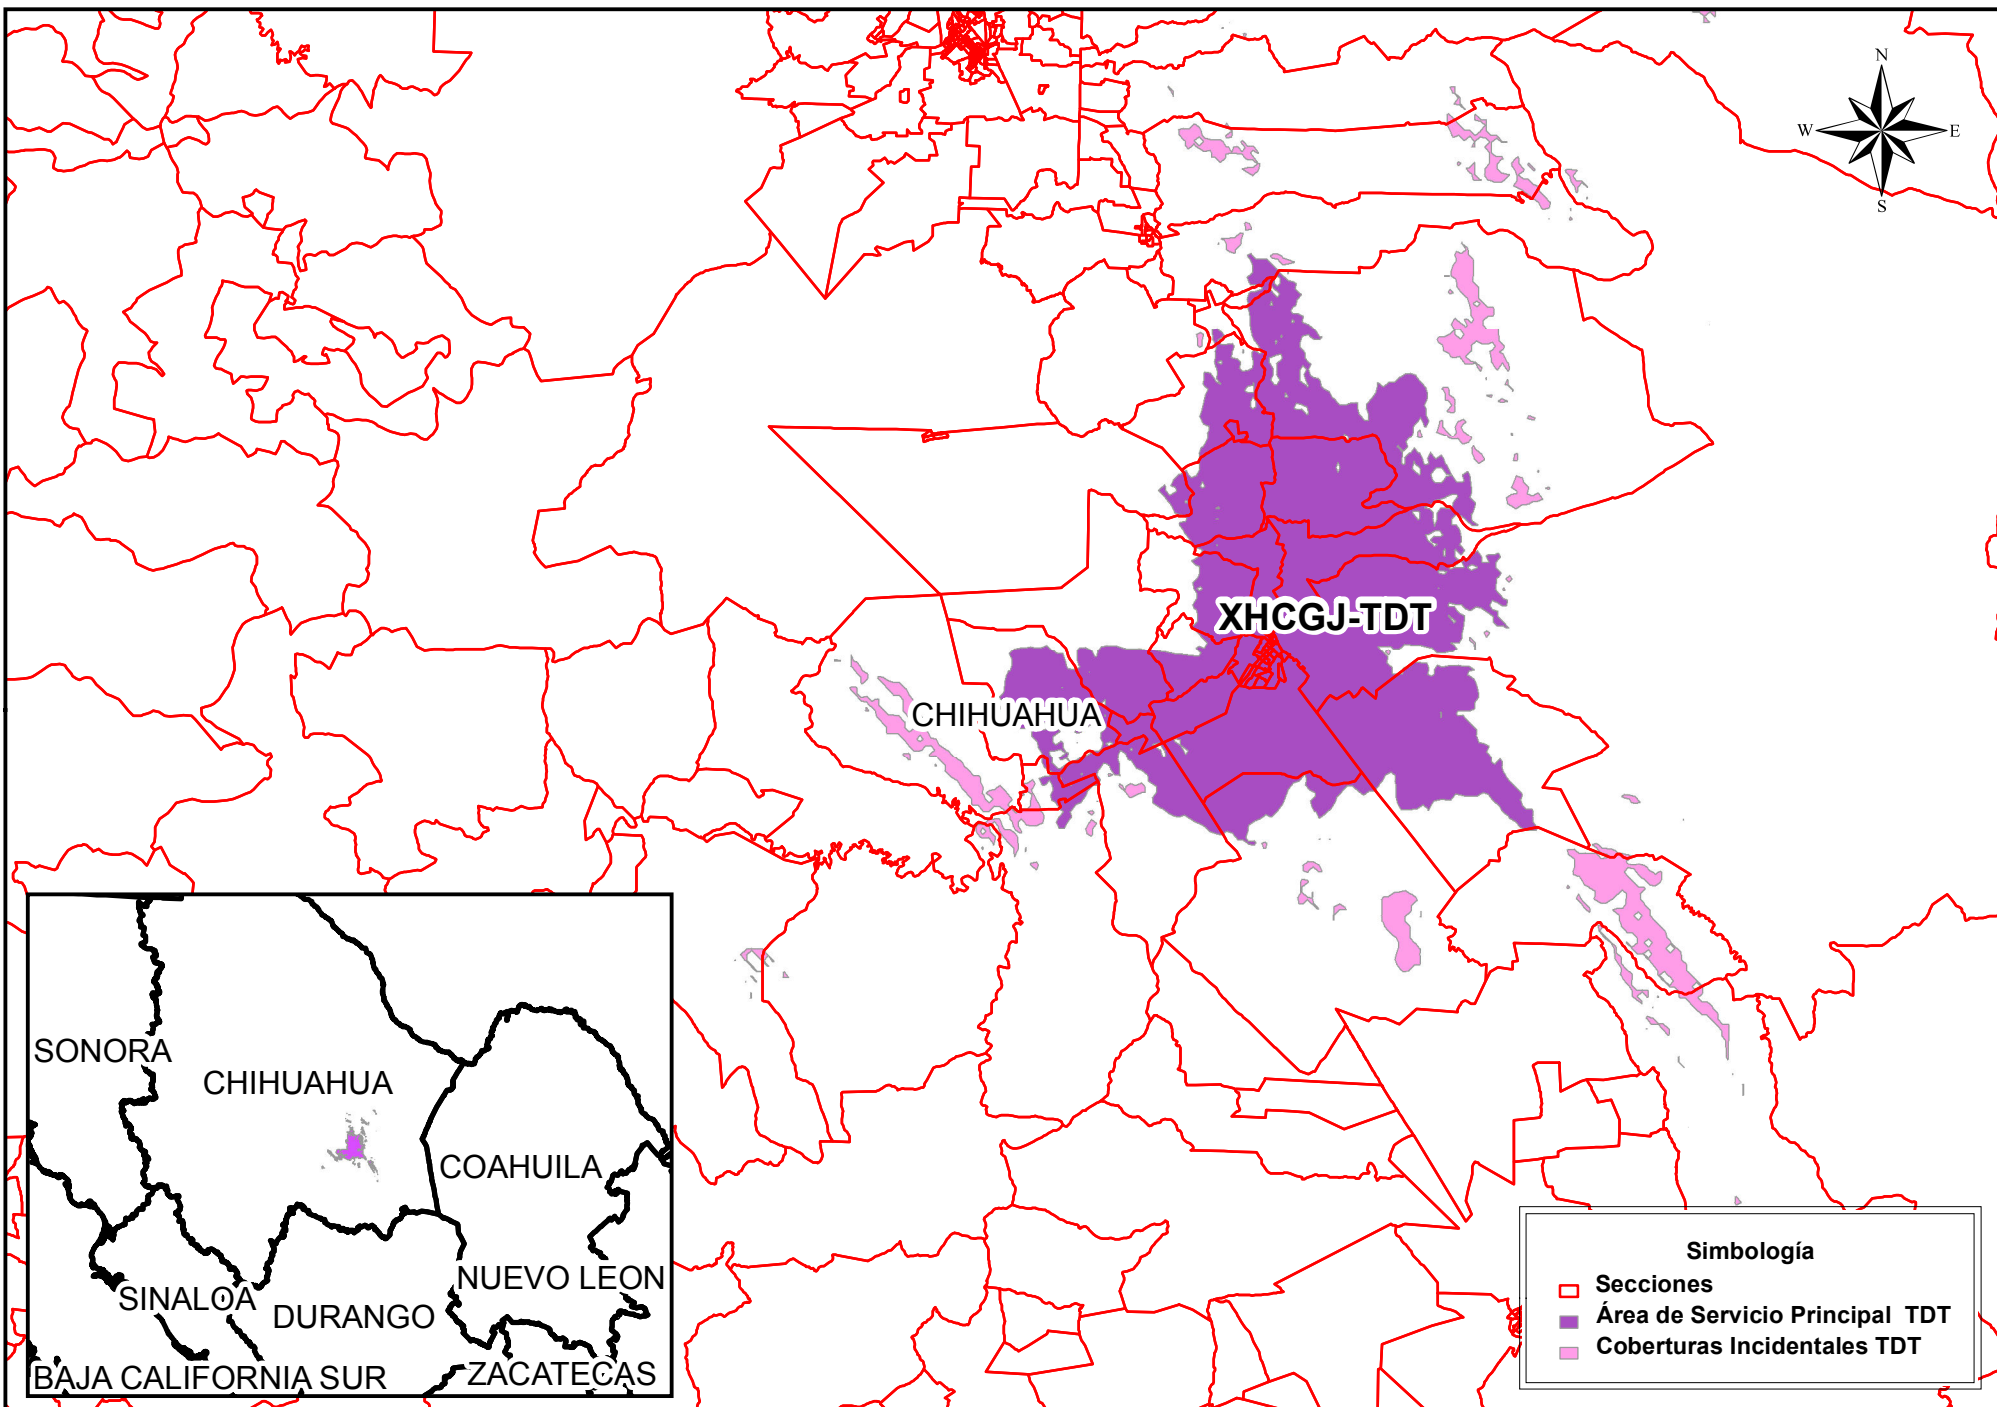 N
W E
S
XHCGJ-TDT
CHIHUAHUA
SONORA
CHIHUAHUA
COAHUILA
NUEVO LEON
SINALOA
DURANGO
ZACATECAS
BAJA CALIFORNIA SUR
Simbología
Secciones
Área de Servicio Principal TDT
Coberturas Incidentales TDT